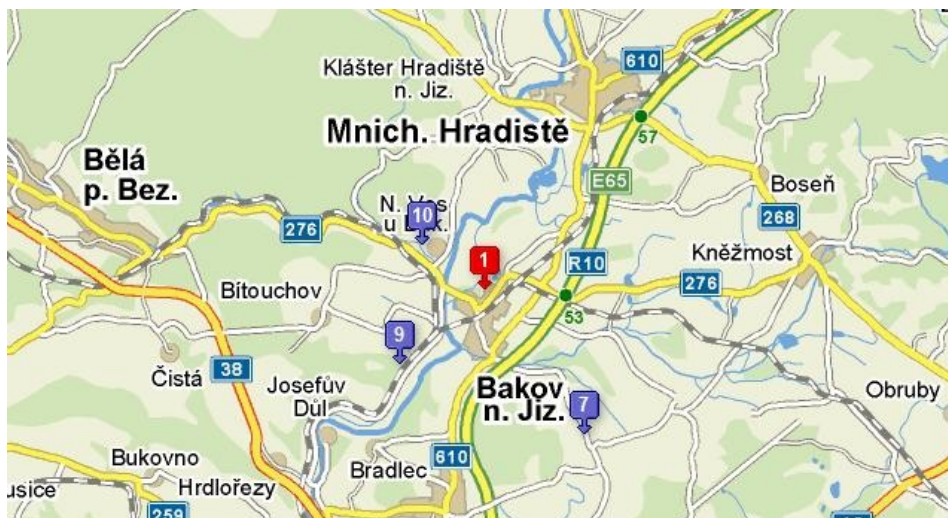 Klášter Hradiště
n. Jiz.
610
Mnich. Hradistě
57
Bělá
p. Bez.
E65
Boseň
N. Ves
u
10
276
268
Kněžmost
1
R10
276
Bítouchov
53
9
38
Čistá
Josefův
Důl
Bakov
n. Jiz.
7
Obruby
Bukovno
Bradlec
610
usice
Hrdlořezy
259